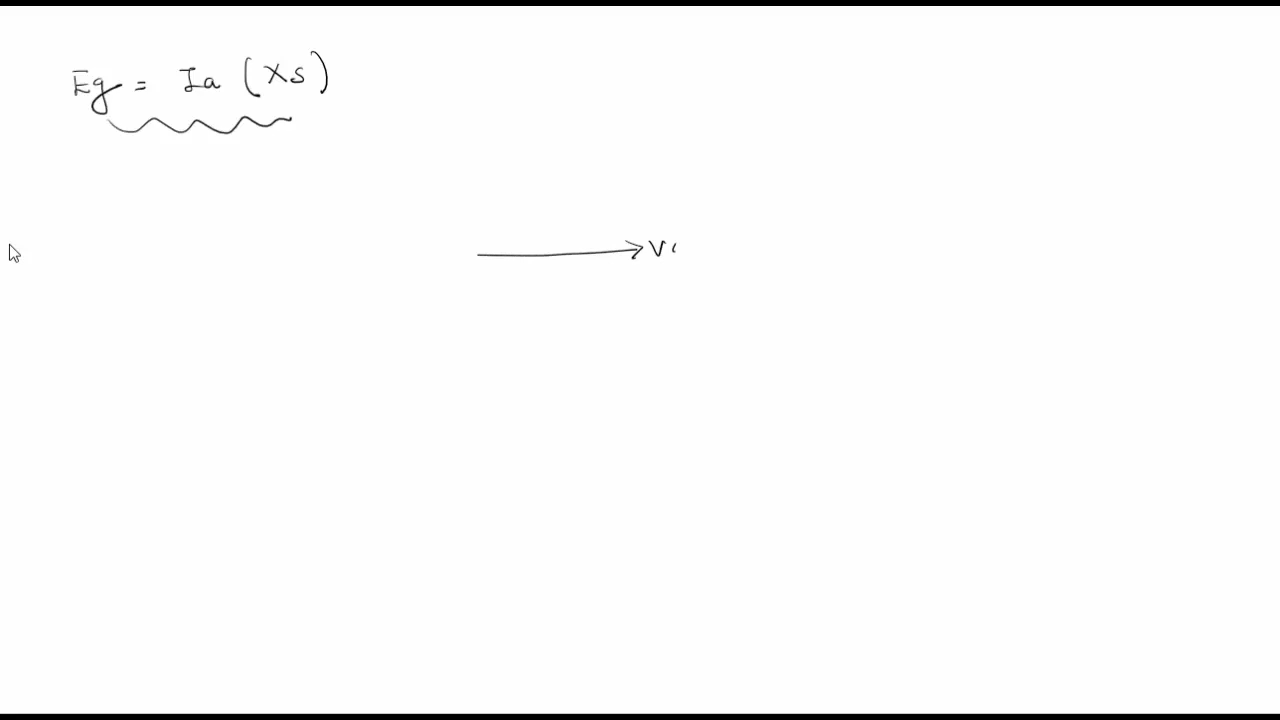 Eg = Ia (Xs)
V